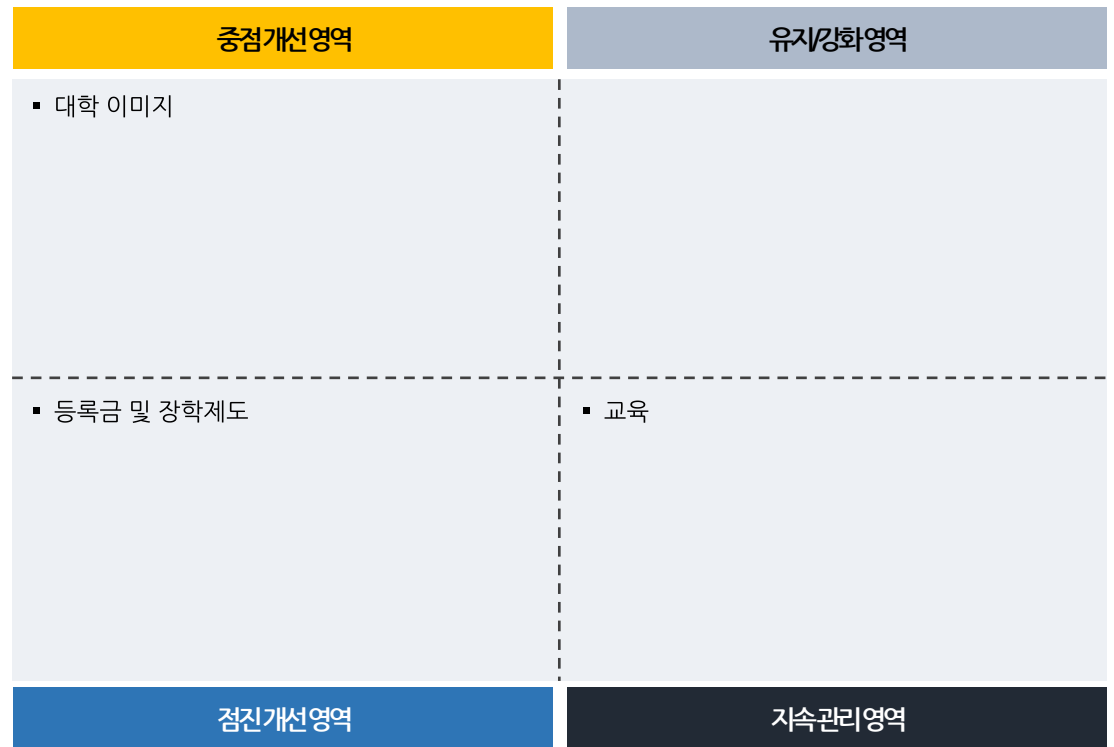 중점 개선 영역
유지/강화 영역
▪ 대학 이미지
▪ 등록금 및 장학제도
▪ 교육
점진 개선 영역
지속 관리 영역